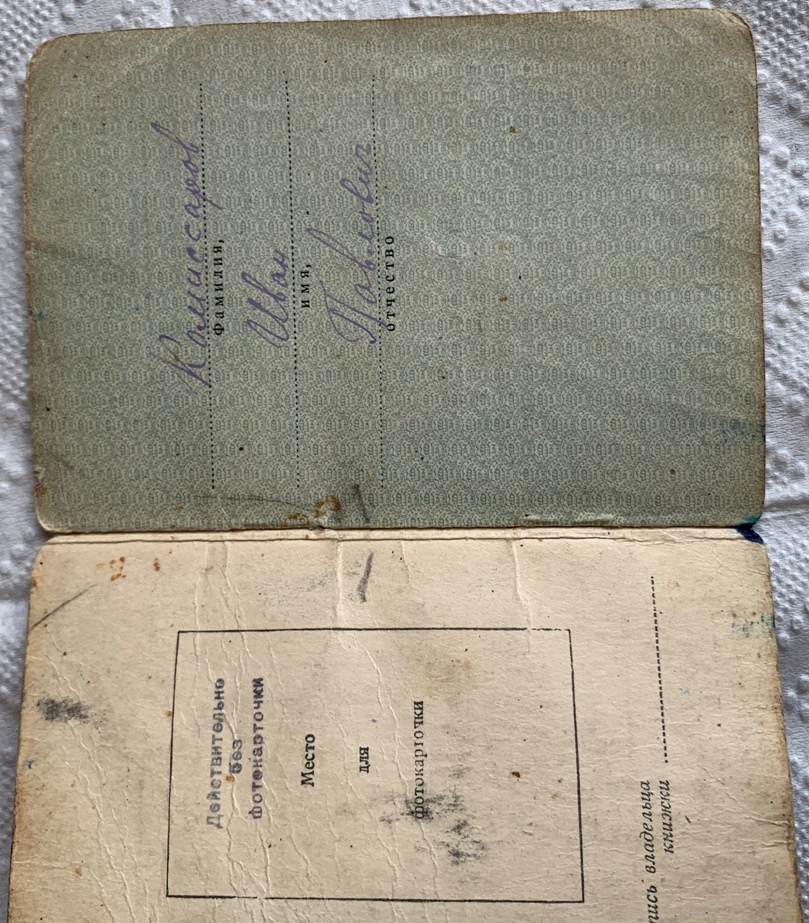 Комиссаров
фамилия,
Иван
имя,
Павлович
отчество
Действительно
без
фотокарточки
Место
для
фотокарточки
владельца
книжки